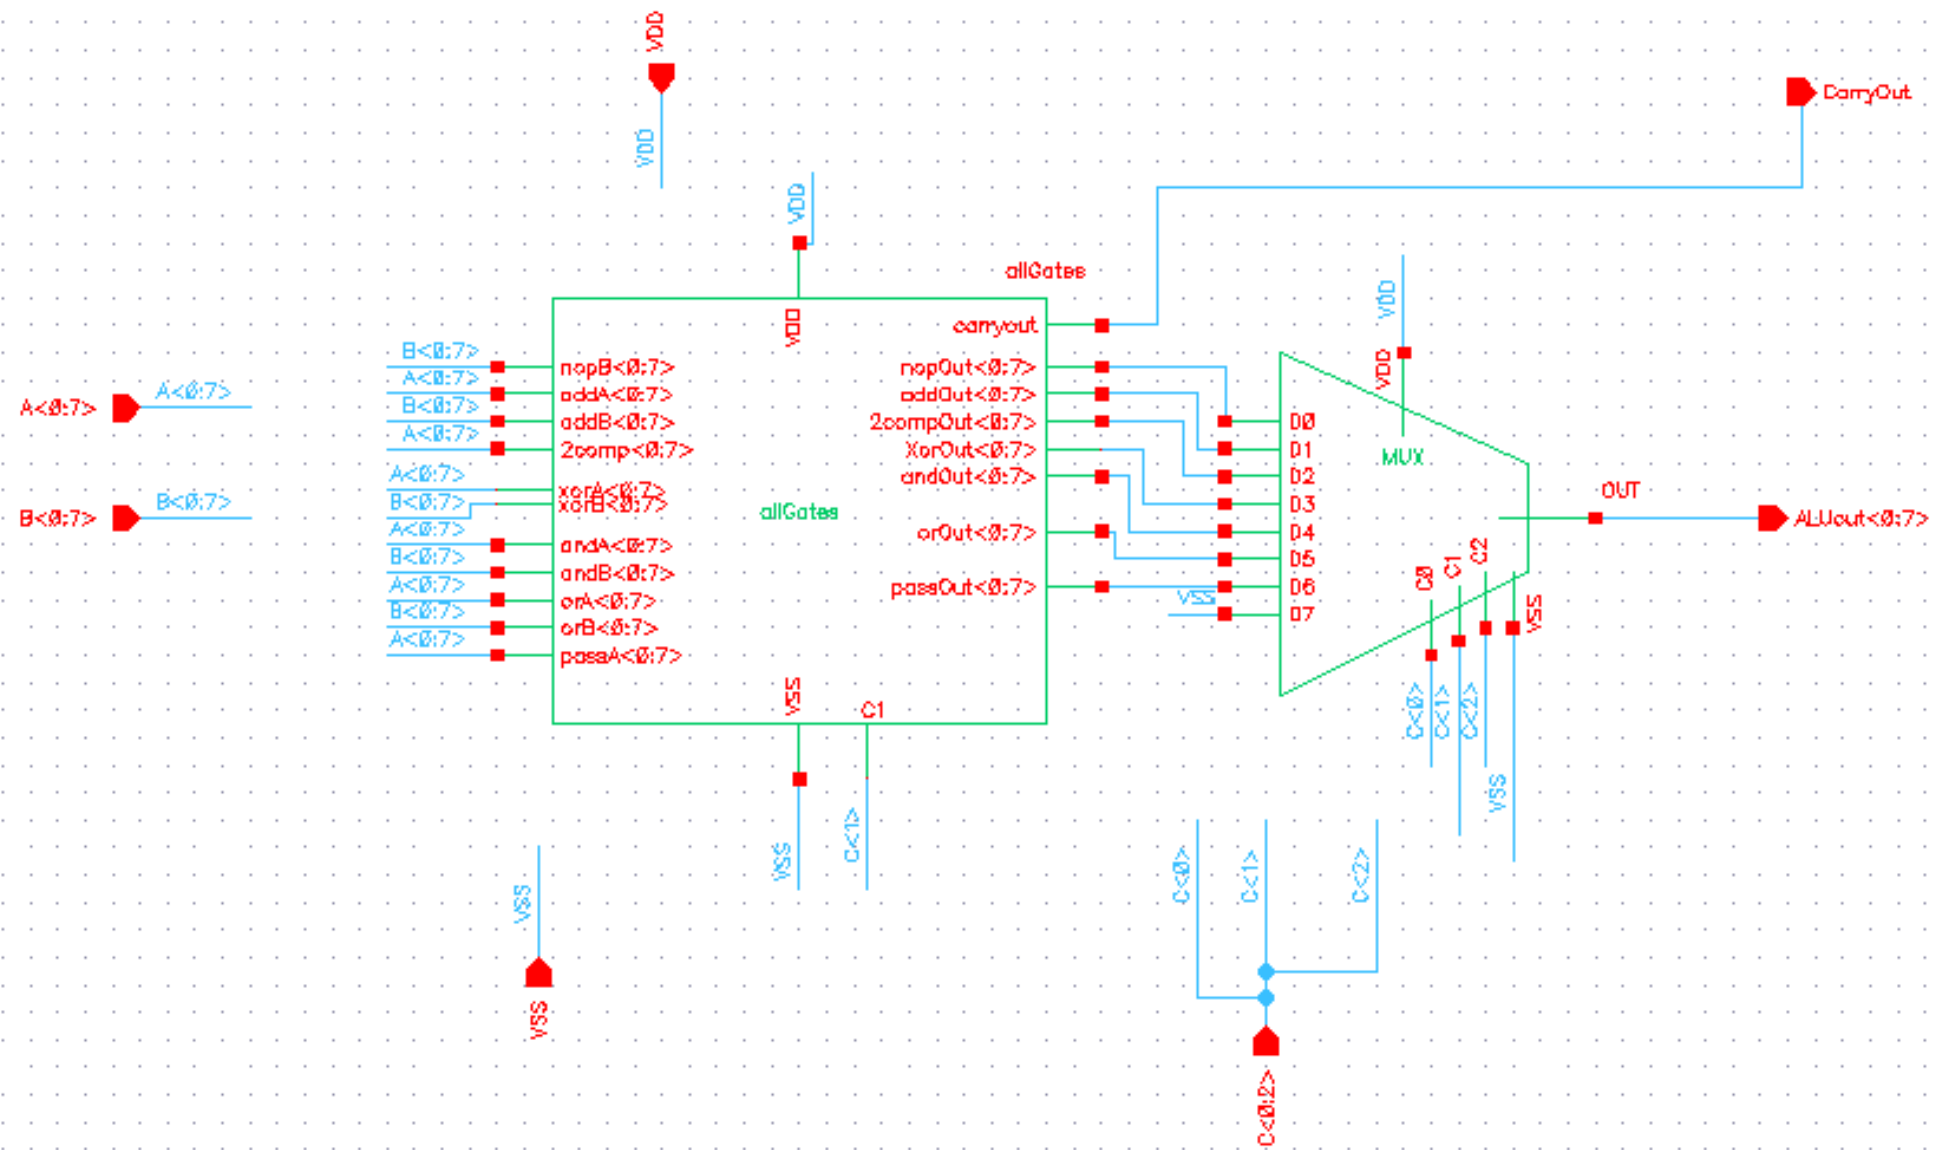 VDD
VDD
CarryOut
VDD
allGates
VDD
carryout
VDD
VDD
A<0:7>
A<0:7>
B<0:7>
B<0:7>
B<0:7>
A<0:7>
B<0:7>
A<0:7>
A<0:7>
B<0:7>
A<0:7>
B<0:7>
A<0:7>
B<0:7>
A<0:7>
nopB<0:7>
addA<0:7>
addB<0:7>
2comp<0:7>
xorA<0:7>
xorB<0:7>
andA<0:7>
andB<0:7>
orA<0:7>
orB<0:7>
passA<0:7>
allGates
nopOut<0:7>
addOut<0:7>
2compOut<0:7>
XorOut<0:7>
andOut<0:7>
orOut<0:7>
passOut<0:7>
VSS
D0
D1
D2
D3
D4
D5
D6
D7
MUX
OUT
ALUout<0:7>
C0
C1
C2
VSS
C<0>
C<1>
C<2>
VSS
VSS
C1
VSS
C<1>
VSS
VSS
C<0>
C<1>
C<2>
C<0:2>